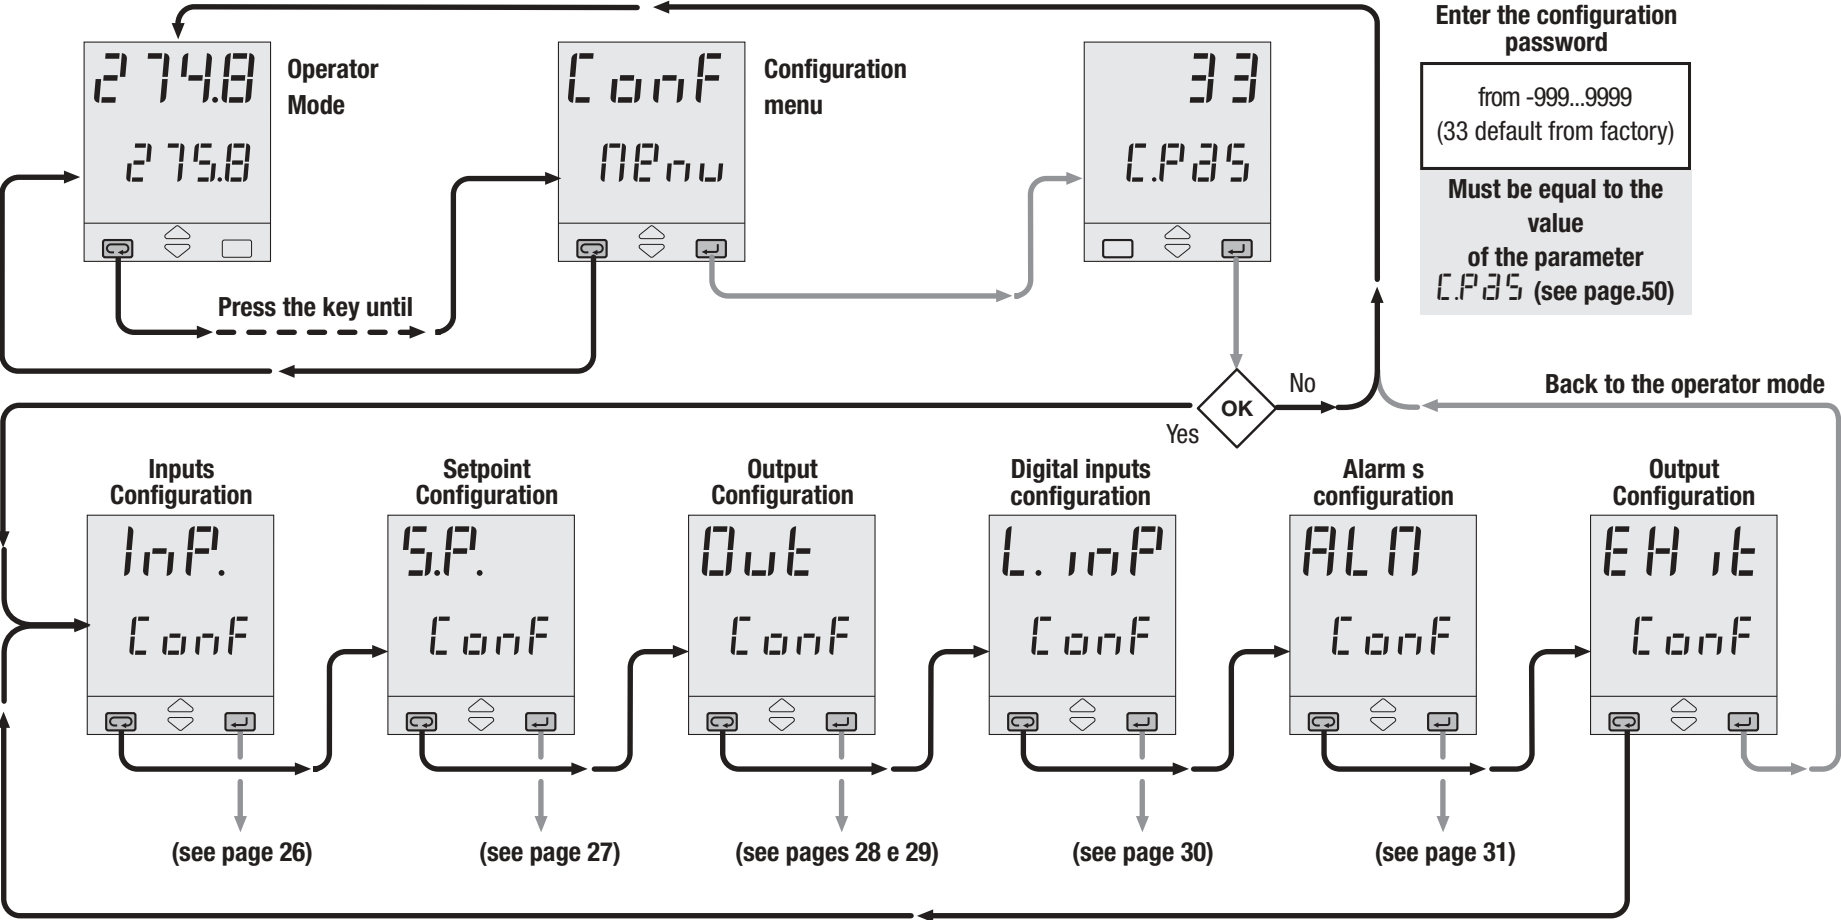 Enter the configuration
password
from -999...9999
(33 default from factory)
Must be equal to the
value
of the parameter
C.PaS (see page.50)
274.8
275.8
Operator
Mode
ConF
MEnu
Configuration
menu
33
C.PaS
Press the key until
OK
No
Yes
Back to the operator mode
Inputs
Configuration
InP.
ConF
(see page 26)
Setpoint
Configuration
S.P.
ConF
(see page 27)
Output
Configuration
Out
ConF
(see pages 28 e 29)
Digital inputs
configuration
L. inP
ConF
(see page 30)
Alarm s
configuration
ALM
ConF
(see page 31)
Output
Configuration
EHit
ConF